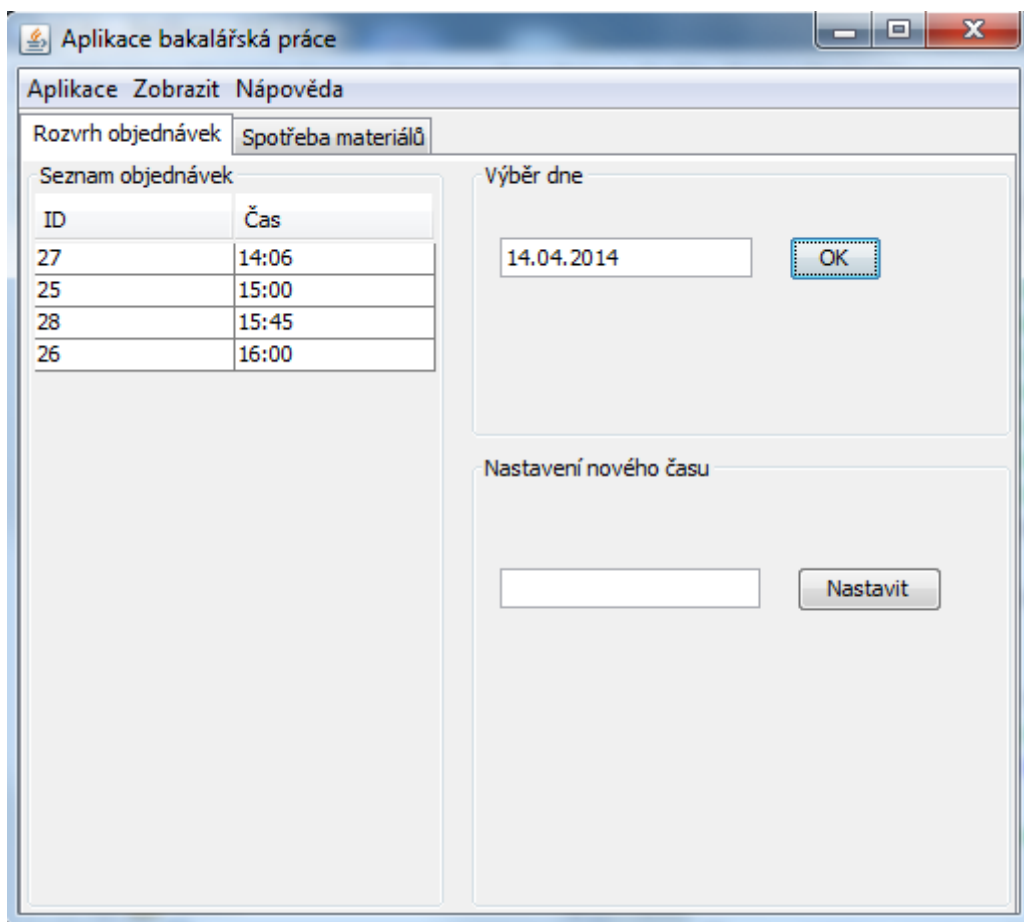 Aplikace bakalářská práce
Aplikace Zobrazit Nápověda
Rozvrh objednávek Spotřeba materiálů
Seznam objednávek
ID Čas
27 14:06
25 15:00
28 15:45
26 16:00
Výběr dne
14.04.2014 OK
Nastavení nového času
Nastavit